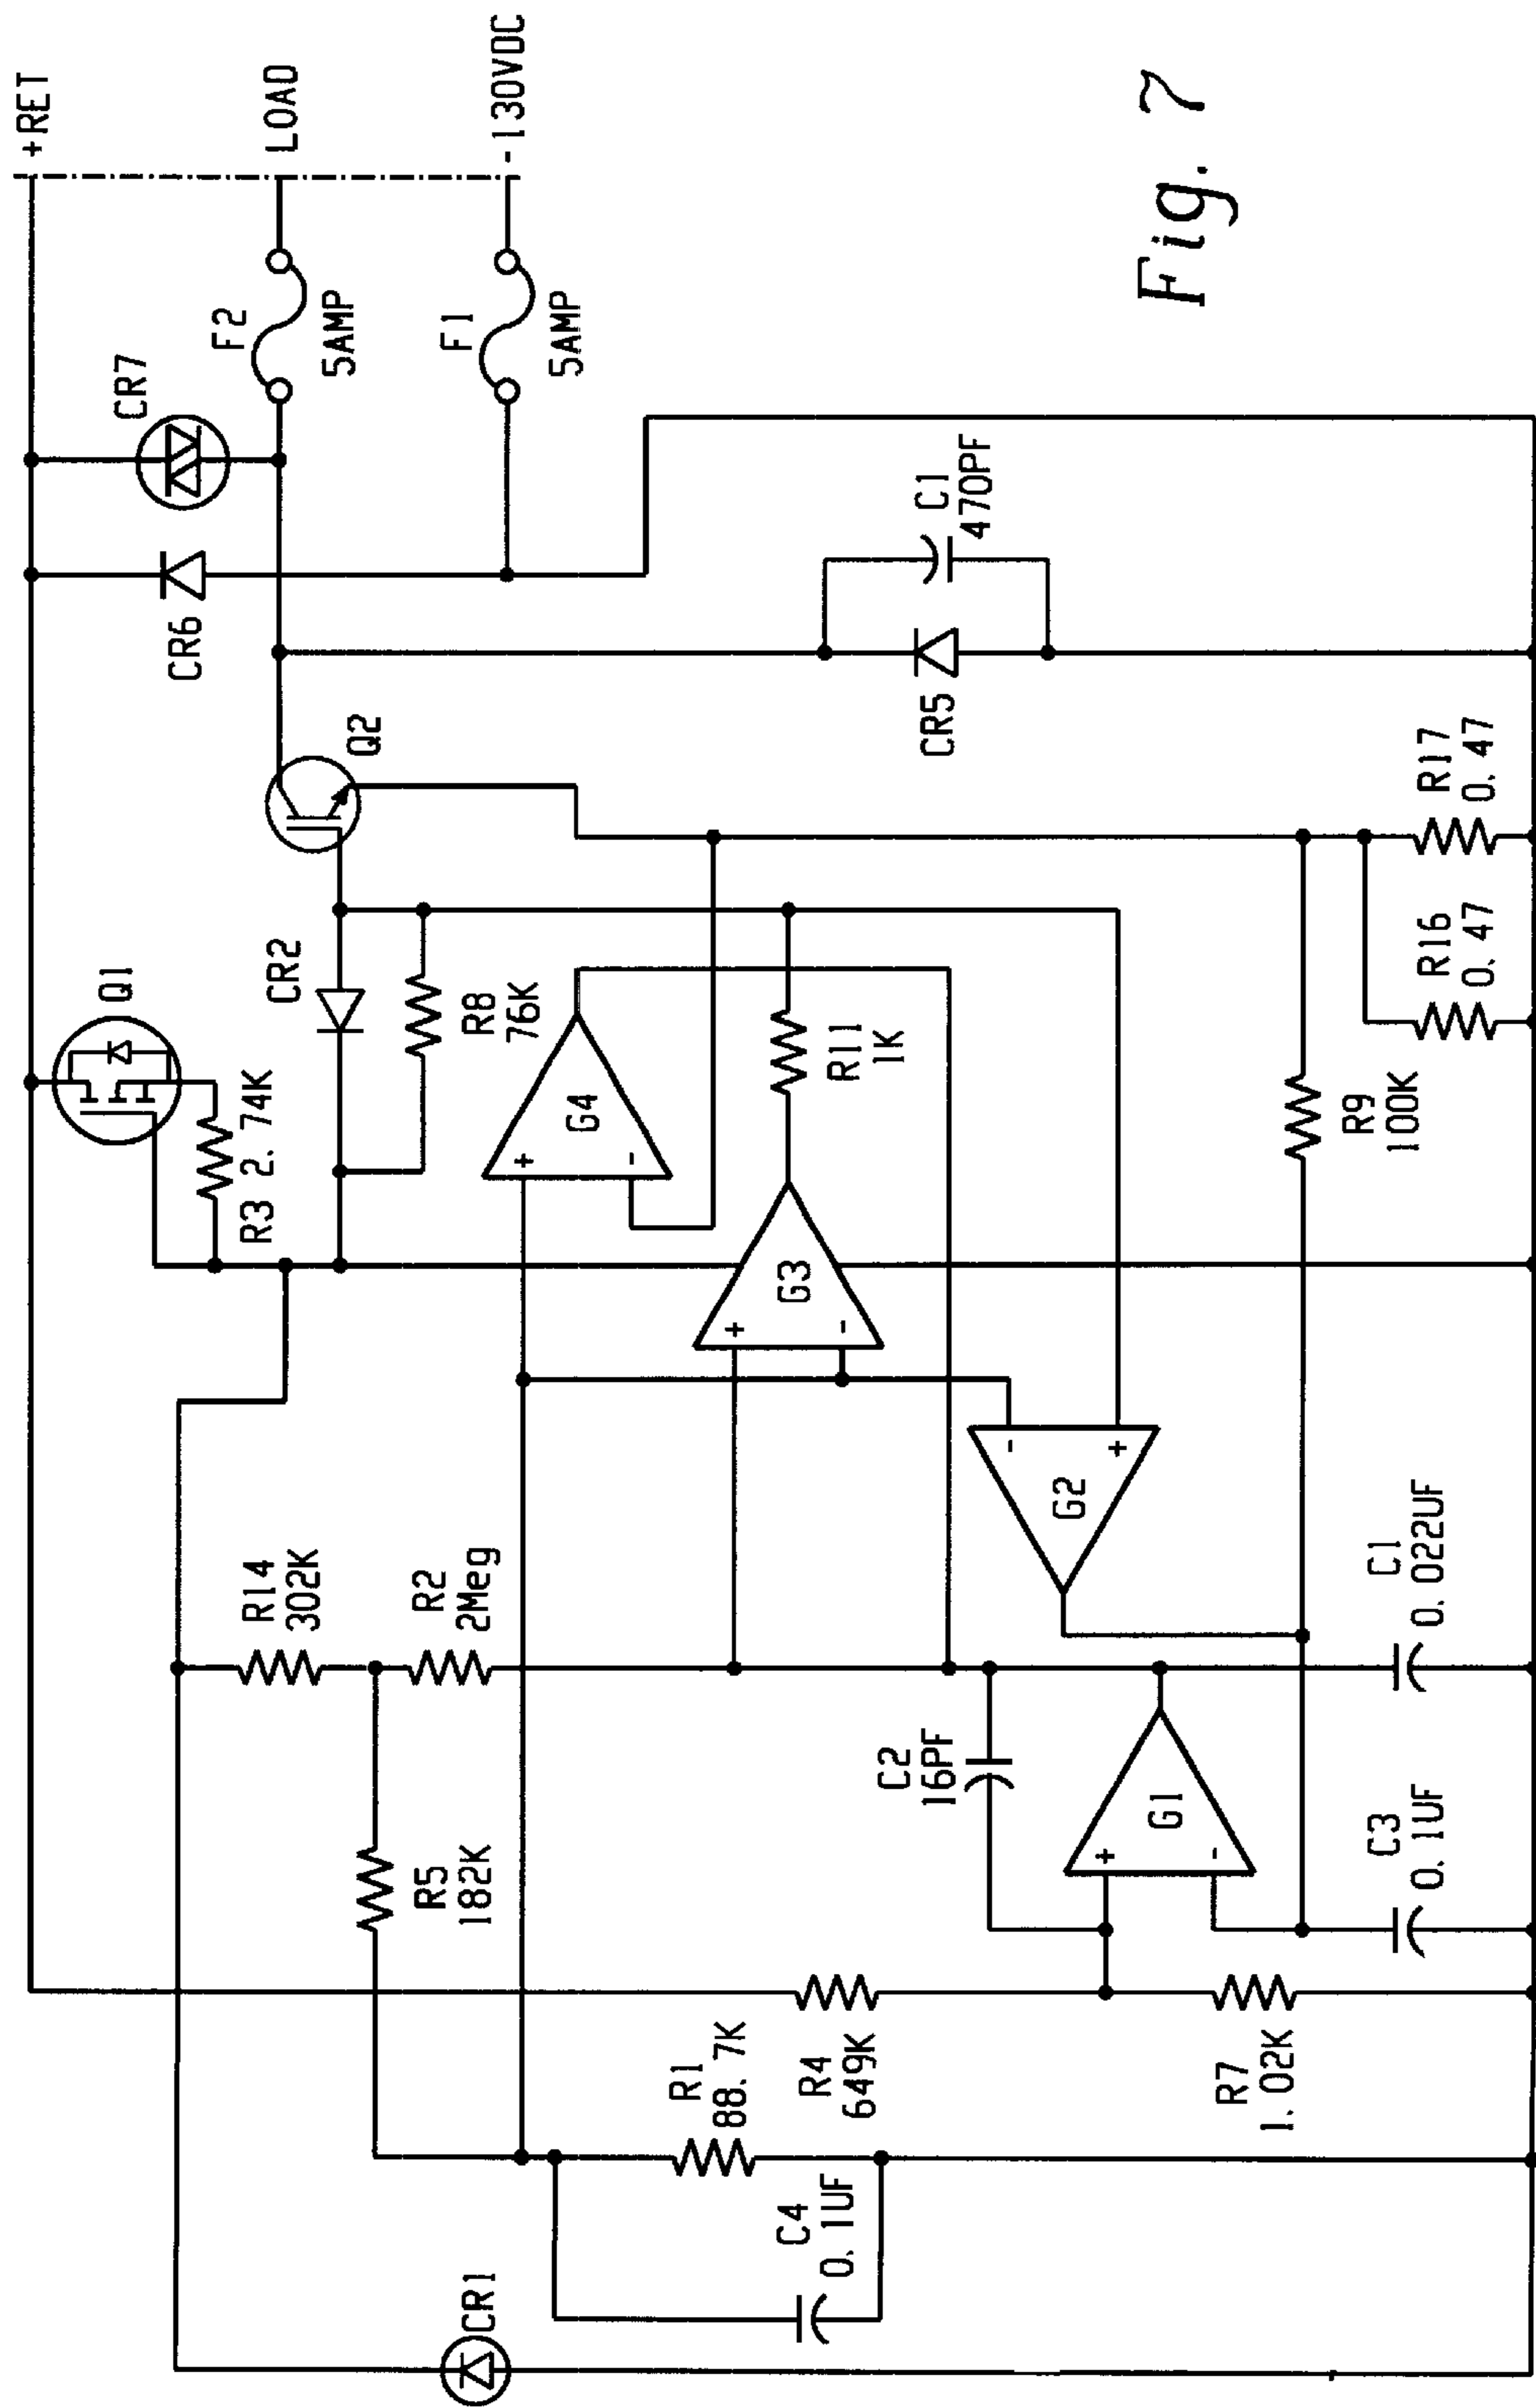 +RET
LOAD
-130VDC
CR7
F2
5AMP
F1
5AMP
CR6
C1
470PF
CR5
Q2
Q1
CR2
R3 2.74K
R8
76K
G4
+
-
R11
1K
R17
0.47
R16
0.47
R9
100K
G3
+
-
G2
-
+
R14
302K
R2
2Meg
C1
0.022UF
C2
16PF
G1
+
-
C3
0.1UF
R5
182K
R4
649K
R7
1.02K
R1
88.7K
C4
0.1UF
CR1
Fig. 7